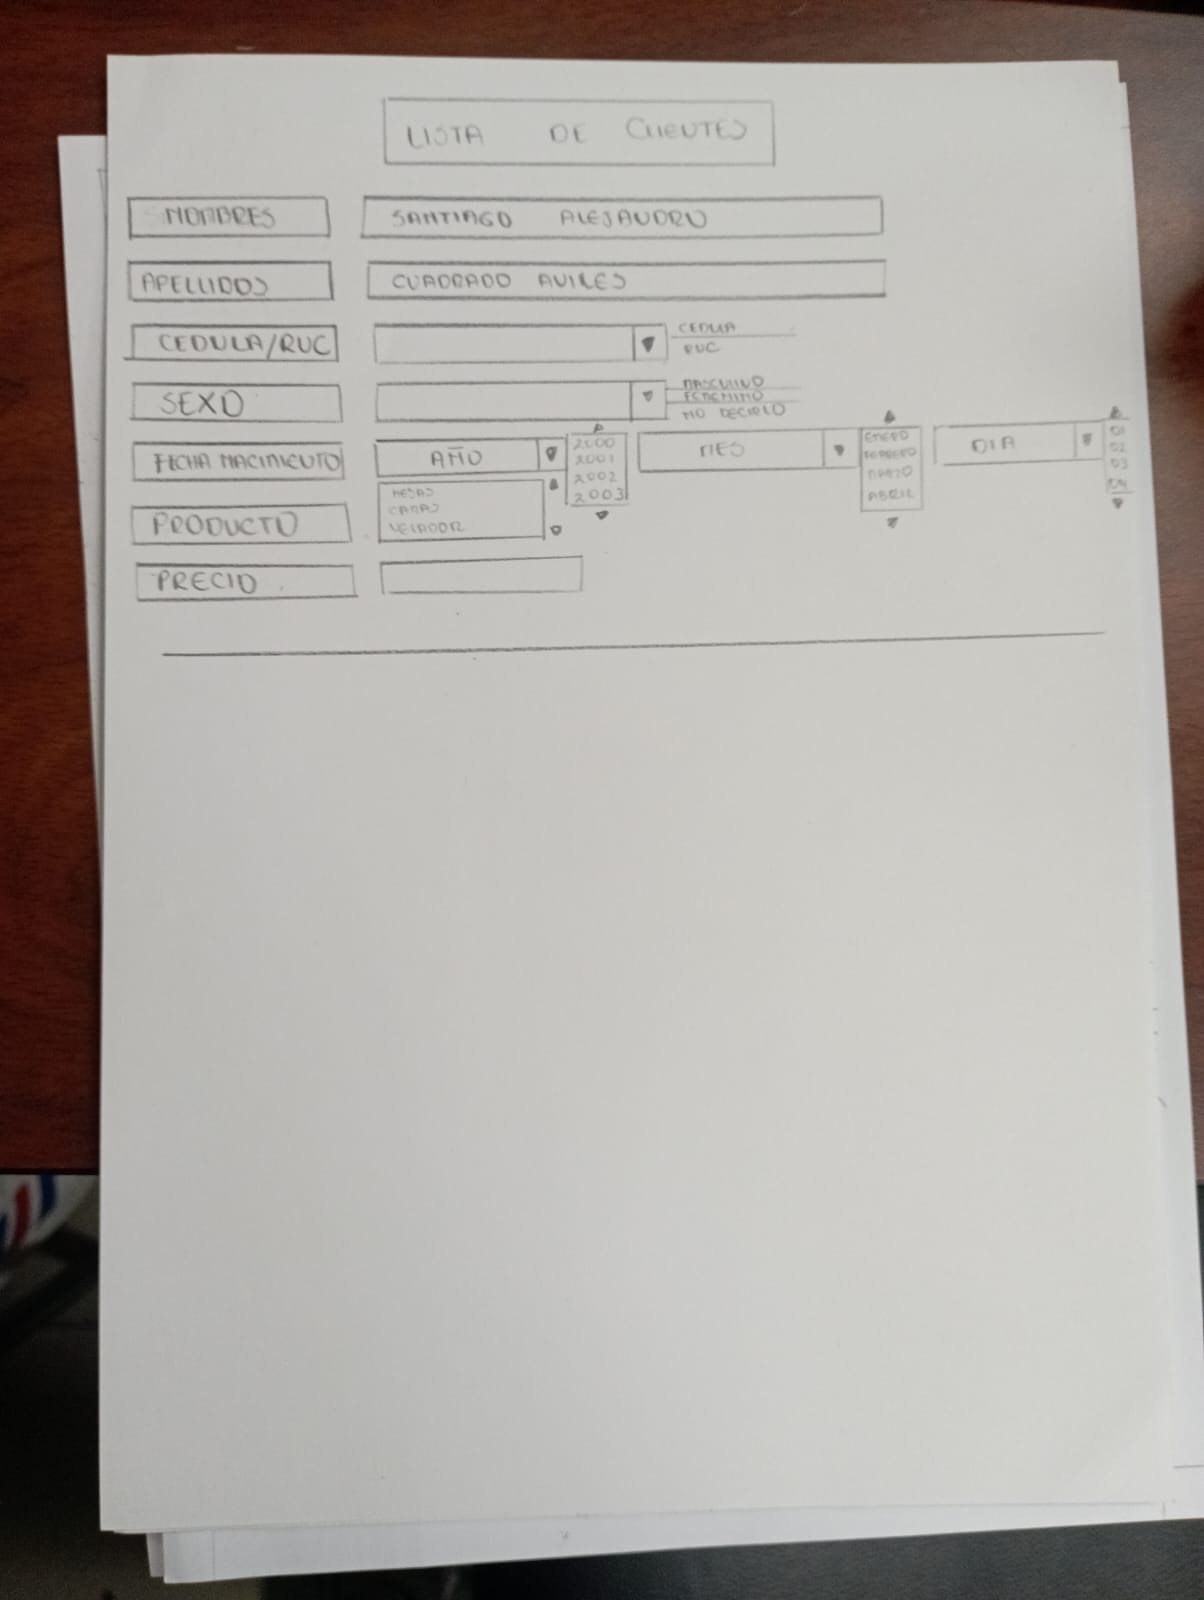 LISTA DE CLIENTES
NOMBRES SANTIAGO ALEJANDRO
APELLIDOS CUADRADO AVILES
CEDULA/RUC CEDULA
RUC
SEXO MASCULINO
FEMENINO
NO DECIRLO
FECHA NACIMIENTO AÑO 2000
2001
2002
2003
MES ENERO
FEBRERO
MARZO
ABRIL
DIA 01
02
03
04
PRODUCTO MESAS
CAMAS
VELADOR
PRECIO